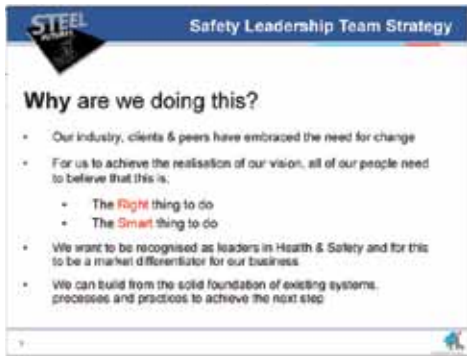 STEEL
Safety Leadership Team Strategy
Why are we doing this?
• Our industry, clients & peers have embraced the need for change
• For us to achieve the realisation of our vision, all of our people need
to believe that this is:
• The Right thing to do
• The Smart thing to do
• We want to be recognised as leaders in Health & Safety and for this
to be a market differentiator for our business
• We can build from the solid foundation of existing systems,
processes and practices to achieve the next step